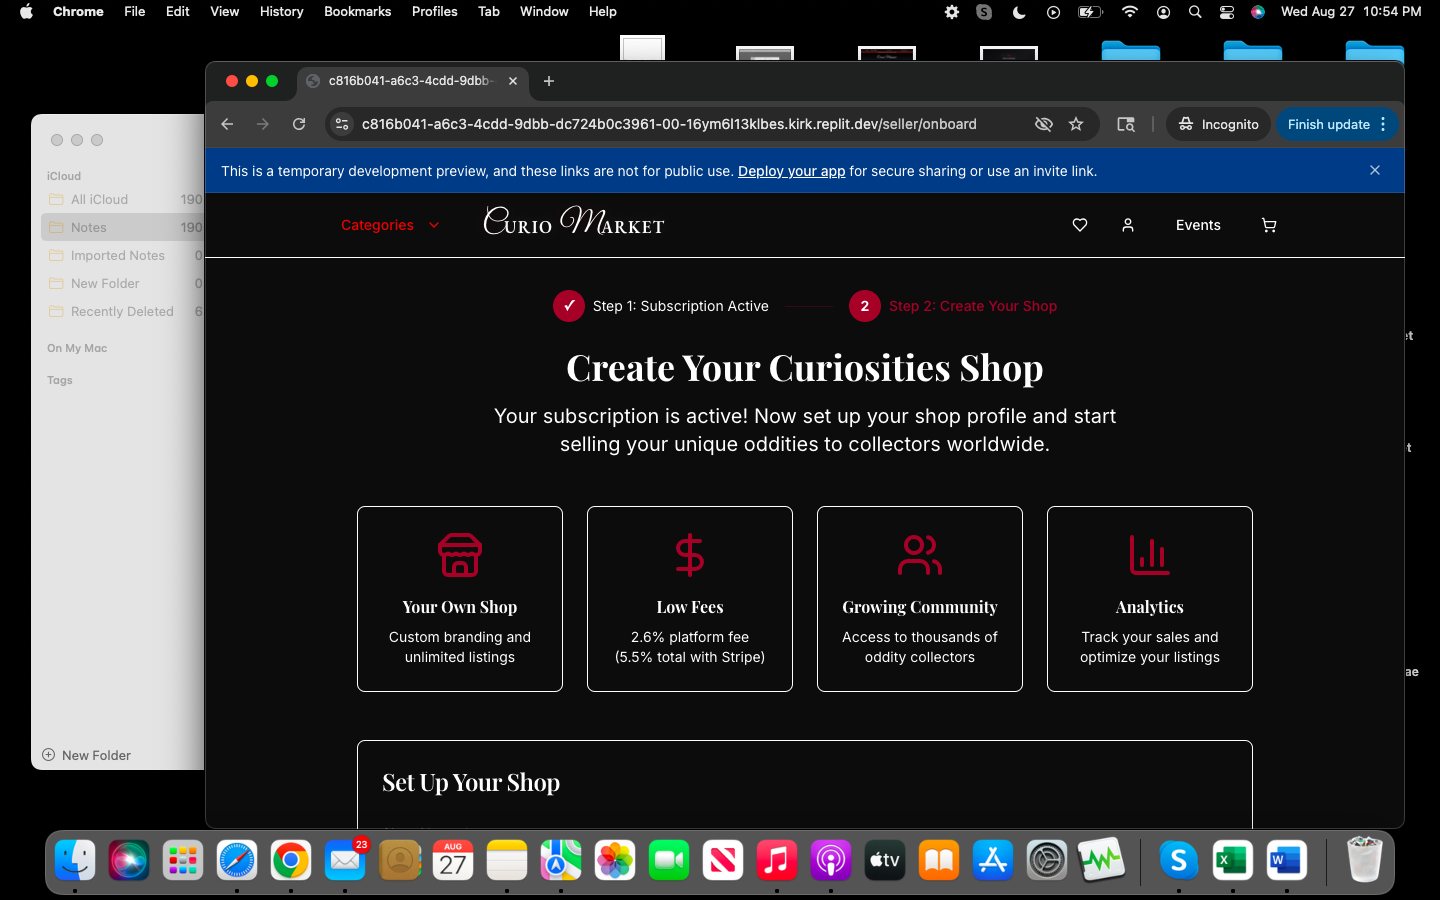 Chrome File Edit View History Bookmarks Profiles Tab Window Help Wed Aug 27 10:54 PM
c816b041-a6c3-4cdd-9dbb-
c816b041-a6c3-4cdd-9dbb-dc724b0c3961-00-16ym6l13klbes.kirk.replit.dev/seller/onboard
Incognito
Finish update
This is a temporary development preview, and these links are not for public use. Deploy your app for secure sharing or use an invite link.
iCloud
All iCloud 190
Notes 190
Imported Notes 0
New Folder 0
Recently Deleted 6
On My Mac
Tags
New Folder
Categories
Curio Market
Events
✓ Step 1: Subscription Active
2 Step 2: Create Your Shop
Create Your Curiosities Shop
Your subscription is active! Now set up your shop profile and start
selling your unique oddities to collectors worldwide.
Your Own Shop
Custom branding and
unlimited listings
Low Fees
2.6% platform fee
(5.5% total with Stripe)
Growing Community
Access to thousands of
oddity collectors
Analytics
Track your sales and
optimize your listings
Set Up Your Shop
et
t
ae
23
AUG
27
tv
S
X
W